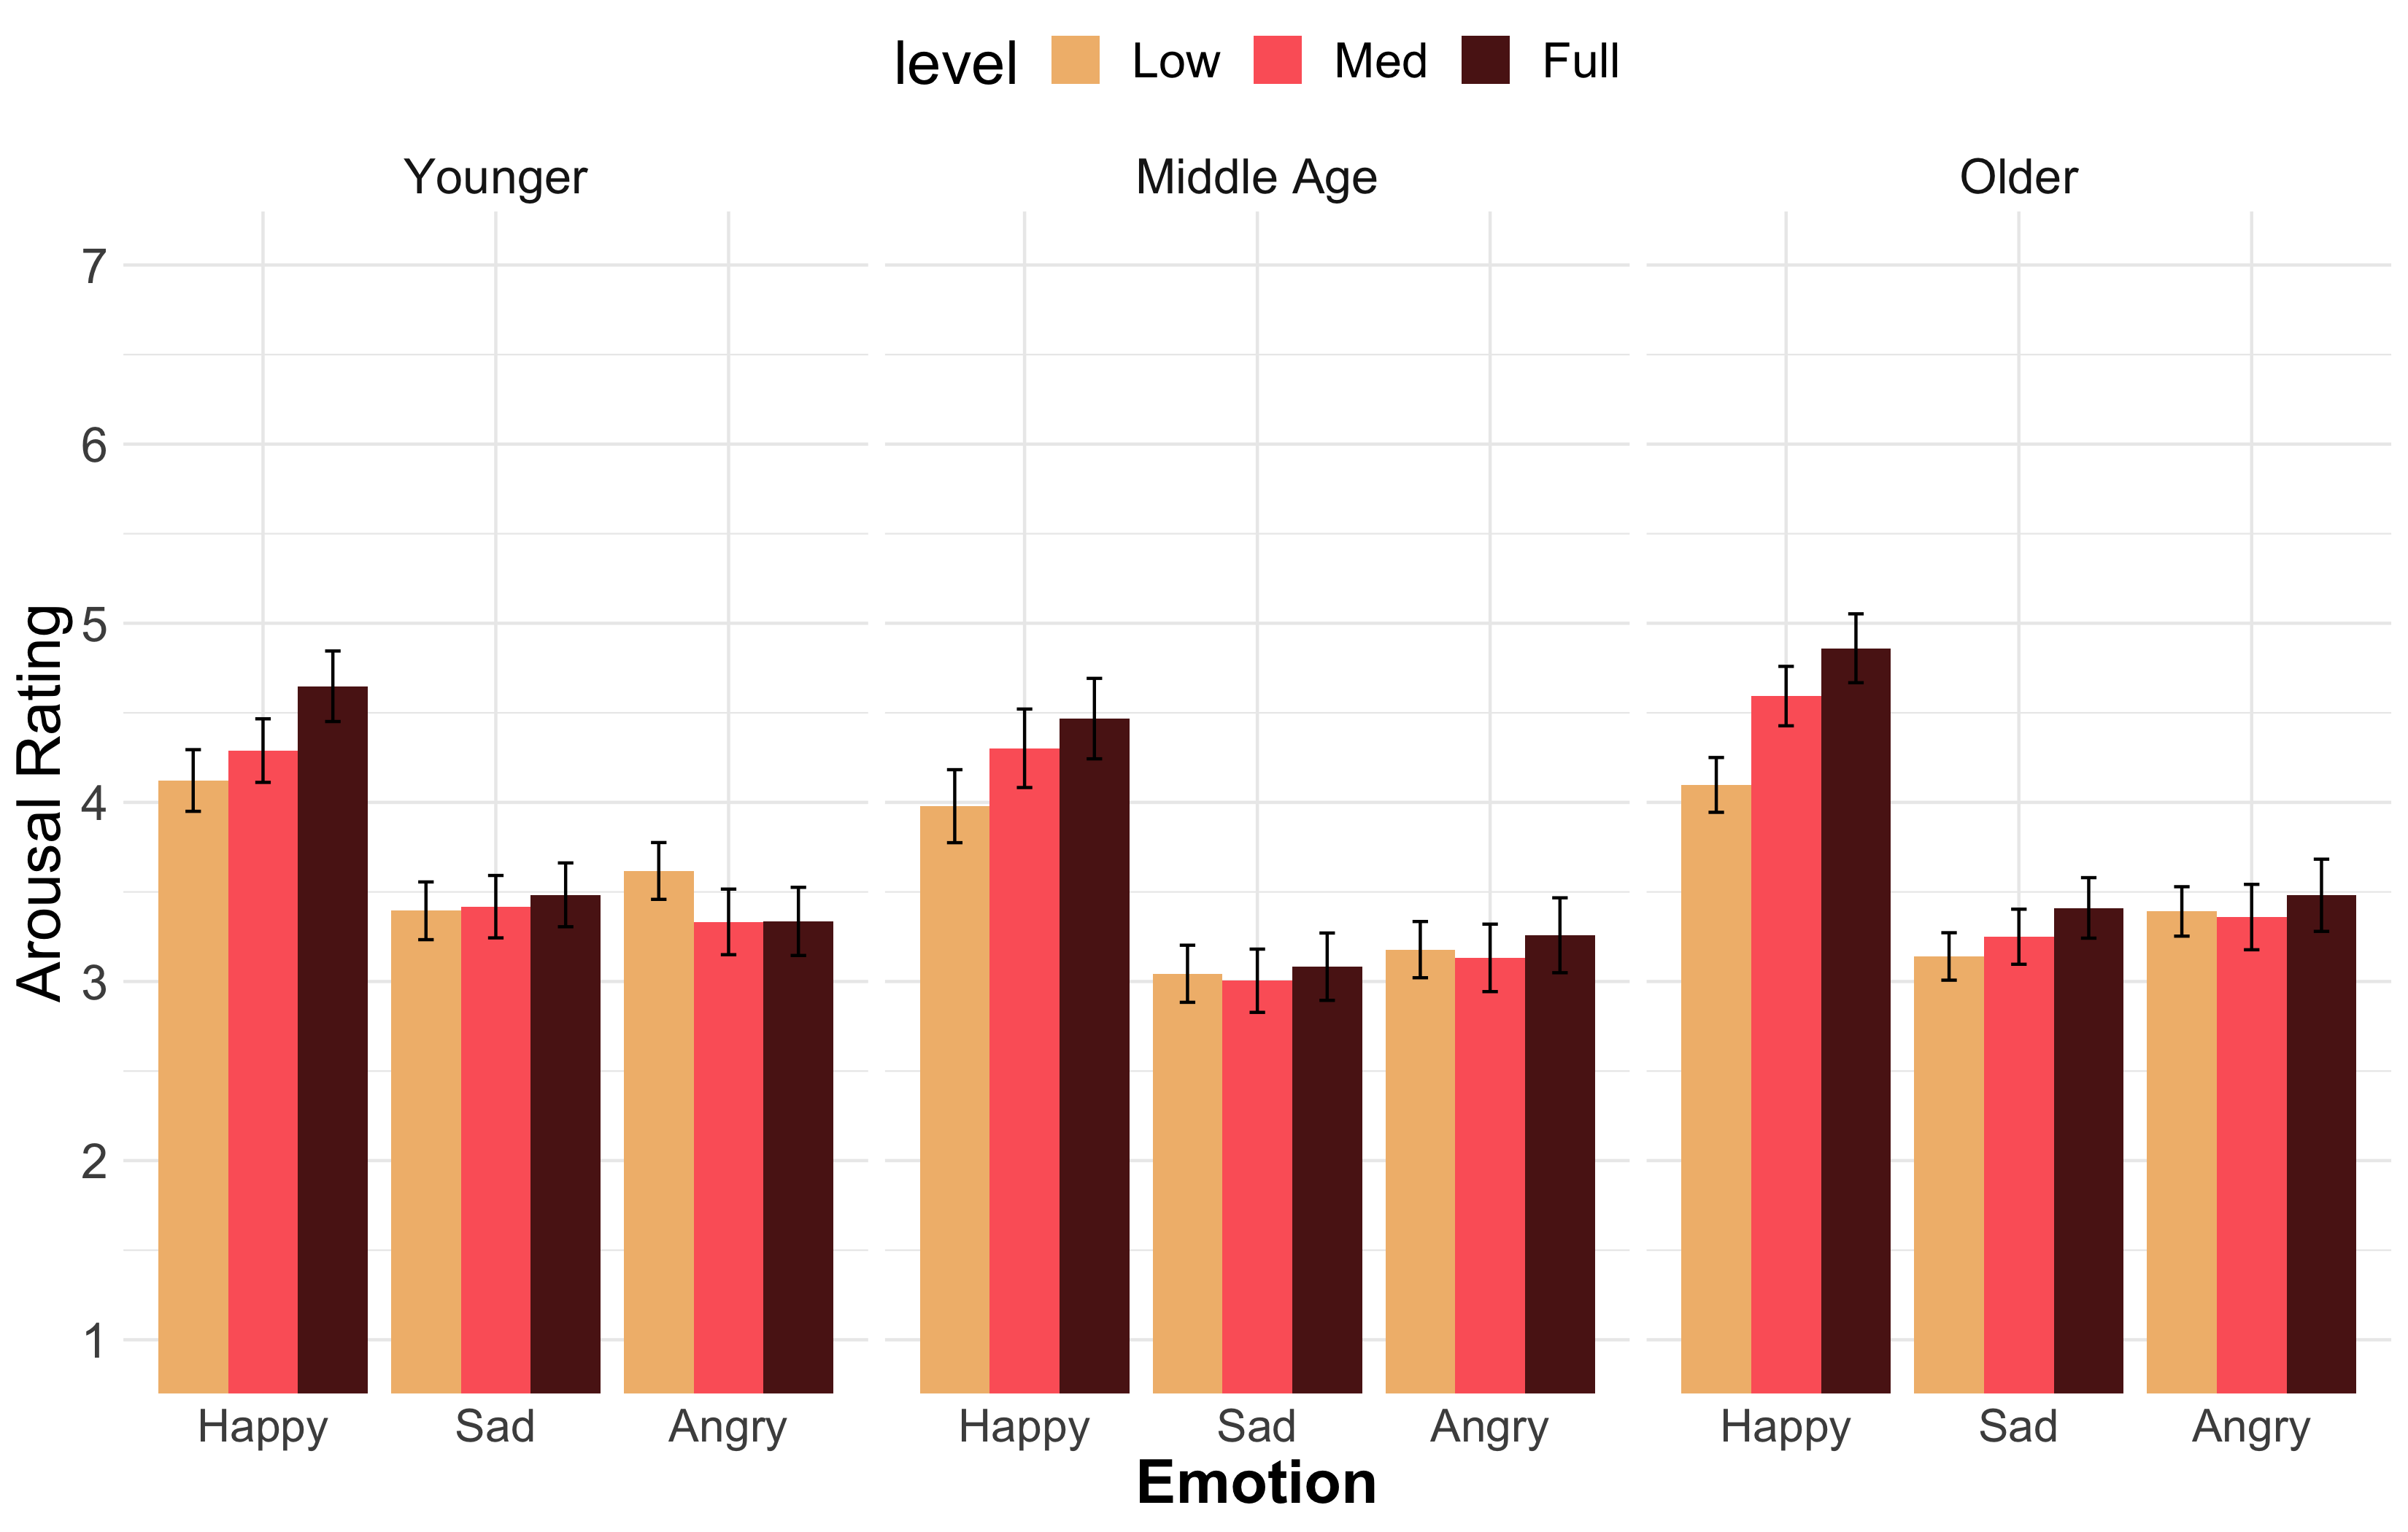 level Low Med Full
Younger Middle Age Older
7
6
5
4
3
2
1
Arousal Rating
Happy Sad Angry Happy Sad Angry Happy Sad Angry
Emotion